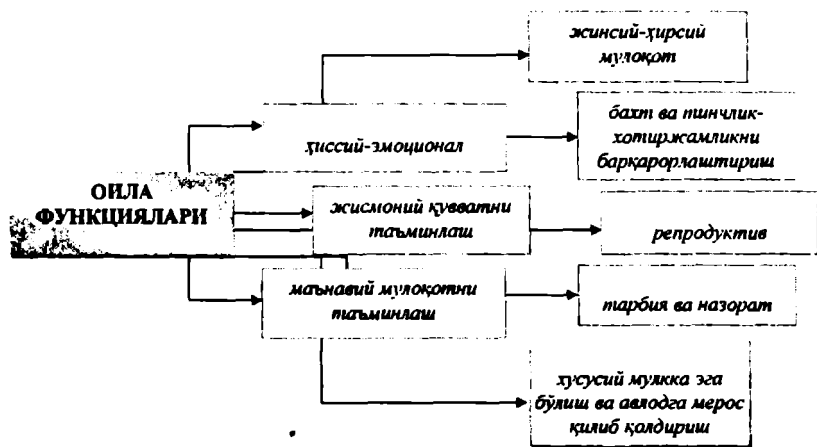 жинсий-ҳирсий
мулоқот
ҳиссий-эмоционал
бахт ва тинчлик-
хотиржамликни
барқарорлаштириш
ОИЛА
ФУНКЦИЯЛАРИ
жисмоний қувватни
таъминлаш
репродуктив
маънавий мулоқотни
таъминлаш
тарбия ва назорат
хусусий мулкка эга
бўлиш ва авлодга мерос
қилиб қолдириш